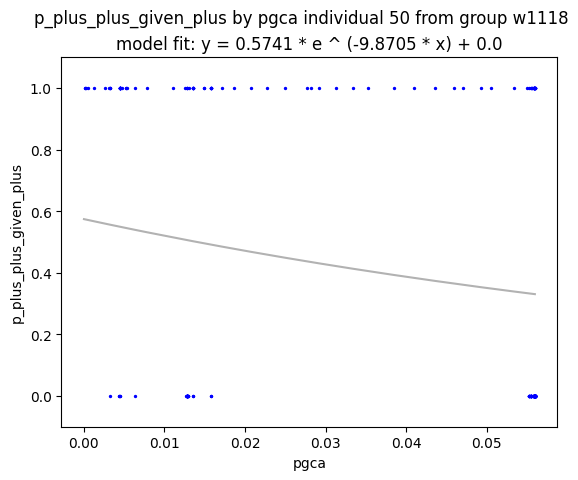 p_plus_plus_given_plus by pgca individual 50 from group w1118
model fit: y = 0.5741 * e ^ (-9.8705 * x) + 0.0
1.0
0.8
0.6
0.4
0.2
0.0
p_plus_plus_given_plus
0.00 0.01 0.02 0.03 0.04 0.05
pgca